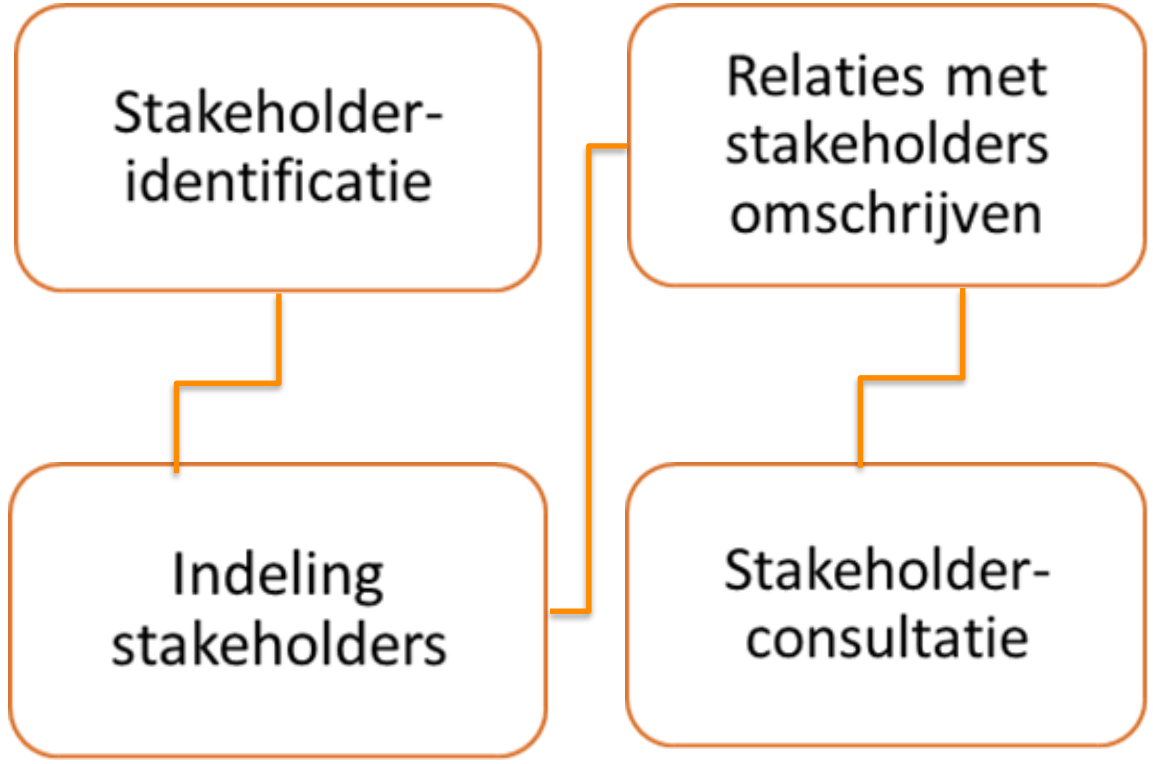 Stakeholder-
identificatie
Indeling
stakeholders
Relaties met
stakeholders
omschrijven
Stakeholder-
consultatie